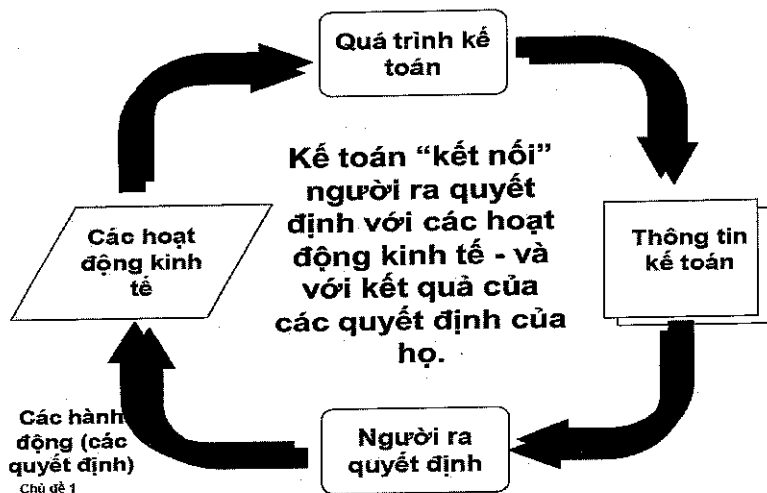 Quá trình kế
toán
Kế toán “kết nối”
người ra quyết
định với các hoạt
động kinh tế - và
với kết quả của
các quyết định của
họ.
Các hoạt
động kinh
tế
Thông tin
kế toán
Các hành
động (các
quyết định)
Chủ đề 1
Người ra
quyết định